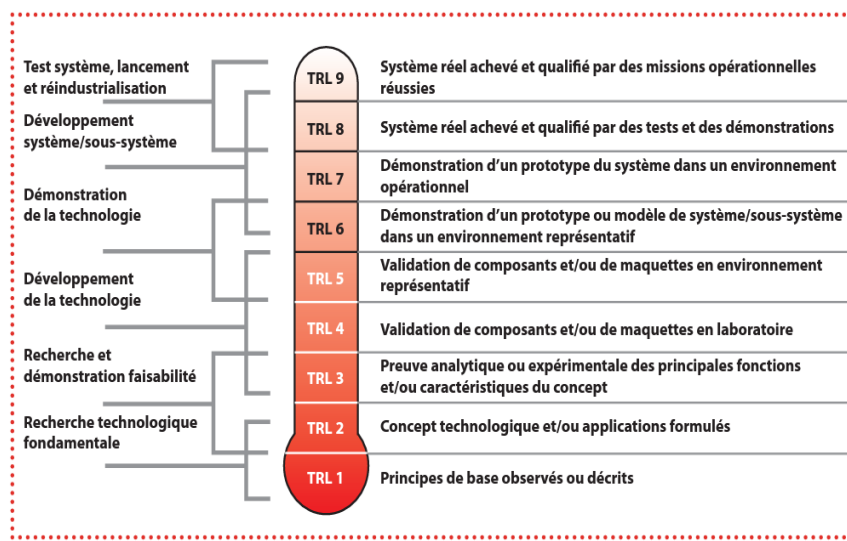 Test système, lancement
et réindustrialisation
Développement
système/sous-système
Démonstration
de la technologie
Développement
de la technologie
Recherche et
démonstration faisabilité
Recherche technologique
fondamentale
TRL 9
Système réel achevé et qualifié par des missions opérationnelles
réussies
TRL 8
Système réel achevé et qualifié par des tests et des démonstrations
TRL 7
Démonstration d’un prototype du système dans un environnement
opérationnel
TRL 6
Démonstration d’un prototype ou modèle de système/sous-système
dans un environnement représentatif
TRL 5
Validation de composants et/ou de maquettes en environnement
représentatif
TRL 4
Validation de composants et/ou de maquettes en laboratoire
TRL 3
Preuve analytique ou expérimentale des principales fonctions
et/ou caractéristiques du concept
TRL 2
Concept technologique et/ou applications formulés
TRL 1
Principes de base observés ou décrits